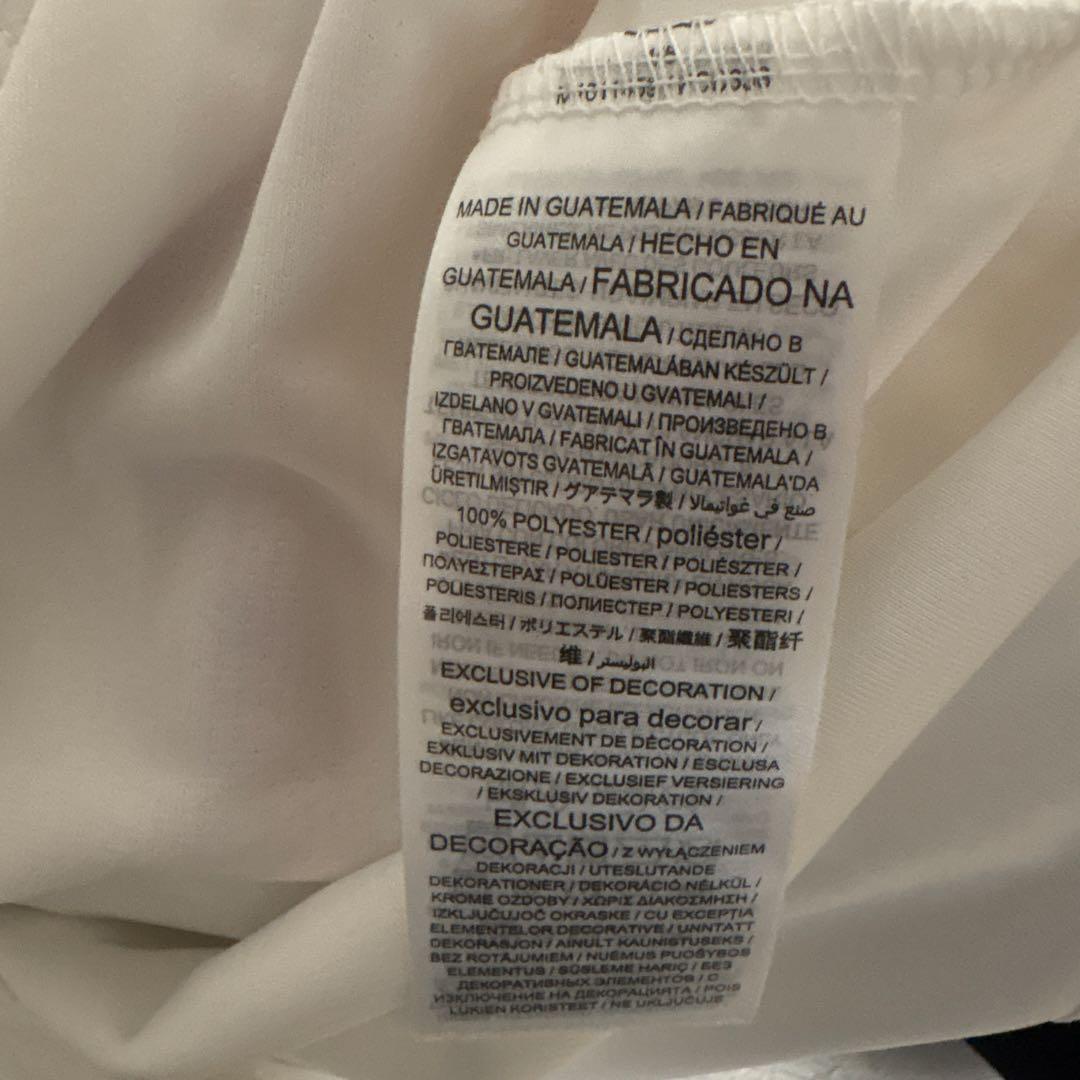 MADE IN GUATEMALA / FABRIQUÉ AU
GUATEMALA / HECHO EN
GUATEMALA / FABRICADO NA
GUATEMALA / СДЕЛАНО В
ГВАТЕМАЛЕ / GUATEMALÁBAN KÉSZÜLT /
PROIZVEDENO U GVATEMALI /
IZDELANO V GVATEMALI / ПРОИЗВЕДЕНО В
ГВАТЕМАЛА / FABRICAT ÎN GUATEMALA /
IZGATAVOTS GVATEMALĀ / GUATEMALA'DA
ÜRETILMIŞTIR / グアテマラ製 / صنع في غواتيمالا
100% POLYESTER / poliéster /
POLIESTERE / POLIESTER / POLIÉSZTER /
ΠΟΛΥΕΣΤΕΡΑΣ / POLÜESTER / POLIESTERS /
POLIESTERIS / ПОЛИЕСТЕР / POLYESTERI /
폴리에스터 / ポリエステル / 聚酯纖維 / 聚酯纤
维 / البوليستر
EXCLUSIVE OF DECORATION /
exclusivo para decorar /
EXCLUSIVEMENT DE DÉCORATION /
EXKLUSIV MIT DEKORATION / ESCLUSA
DECORAZIONE / EXCLUSIEF VERSIERING
/ EKSKLUSIV DEKORATION /
EXCLUSIVO DA
DECORAÇÃO / Z WYŁĄCZENIEM
DEKORACJI / UTESLUTANDE
DEKORATIONER / DEKORÁCIÓ NÉLKÜL /
KROMĚ OZDOBY / ΧΩΡΙΣ ΔΙΑΚΟΣΜΗΣΗ /
IZKLJUČUJOČ OKRASKE / CU EXCEPȚIA
ELEMENTELOR DECORATIVE / UNNTATT
DEKORASJON / AINULT KAUNISTUSEKS /
BEZ ROTĀJUMIEM / NUĖMUS PUOŠYBOS
ELEMENTUS / SÜSLEME HARİÇ / БЕЗ
ДЕКОРАТИВНЫХ ЭЛЕМЕНТОВ / С
ИЗКЛЮЧЕНИЕ НА ДЕКОРАЦИЯТА / POIS
LUKIEN KORISTEET / NE UKLJUČUJE